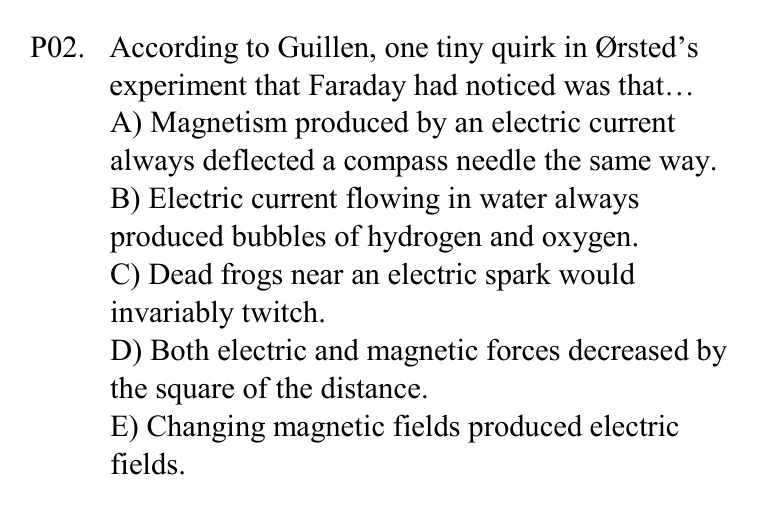 P02. According to Guillen, one tiny quirk in Ørsted’s
experiment that Faraday had noticed was that…
A) Magnetism produced by an electric current
always deflected a compass needle the same way.
B) Electric current flowing in water always
produced bubbles of hydrogen and oxygen.
C) Dead frogs near an electric spark would
invariably twitch.
D) Both electric and magnetic forces decreased by
the square of the distance.
E) Changing magnetic fields produced electric
fields.